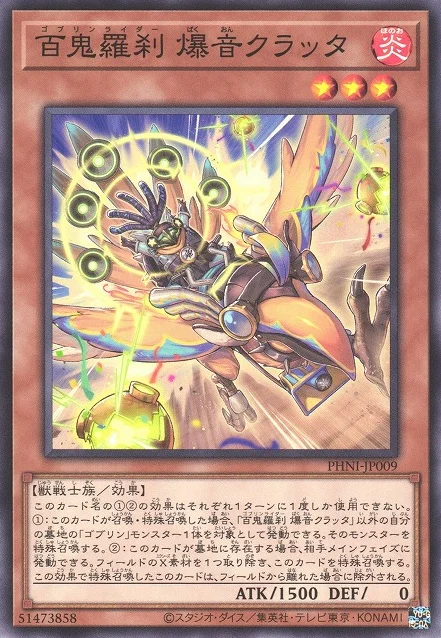 ゴブリンライダー ばくおん
百鬼羅刹 爆音クラッタ
ほのお
炎
PHNI-JP009
【獣戦士族/効果】
このカード名の①②の効果はそれぞれ1ターンに1度しか使用できない。
①:このカードが召喚・特殊召喚した場合、「百鬼羅刹 爆音クラッタ」以外の自分
の墓地の「ゴブリン」モンスター1体を対象として発動できる。そのモンスターを
特殊召喚する。②:このカードが墓地に存在する場合、相手メインフェイズに
発動できる。フィールドのX素材を1つ取り除き、このカードを特殊召喚する。
この効果で特殊召喚したこのカードは、フィールドから離れた場合に除外される。
ATK/1500 DEF/ 0
51473858
©スタジオ・ダイス/集英社・テレビ東京・KONAMI